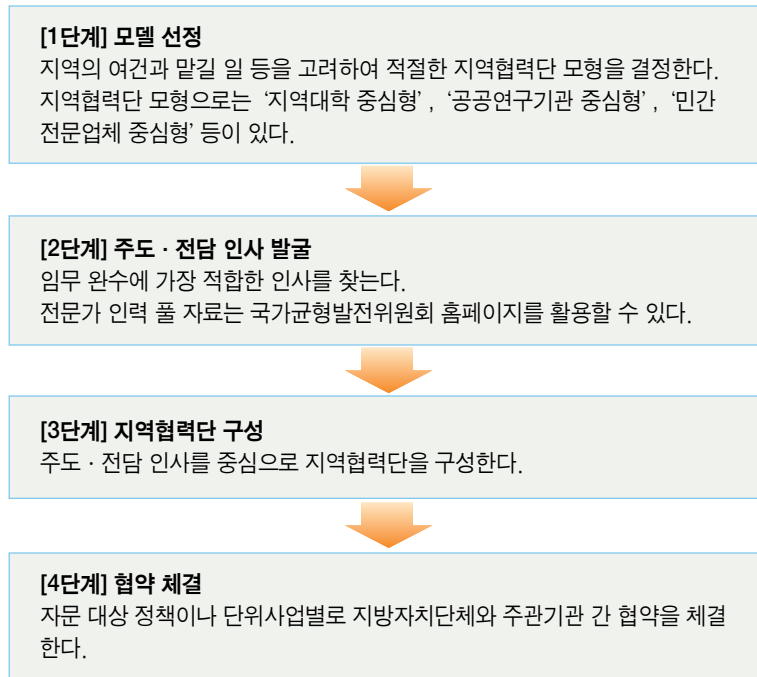 [1단계] 모델 선정
지역의 여건과 맡길 일 등을 고려하여 적절한 지역협력단 모형을 결정한다.
지역협력단 모형으로는 ‘지역대학 중심형’, ‘공공연구기관 중심형’, ‘민간
전문업체 중심형’ 등이 있다.
[2단계] 주도 · 전담 인사 발굴
임무 완수에 가장 적합한 인사를 찾는다.
전문가 인력 풀 자료는 국가균형발전위원회 홈페이지를 활용할 수 있다.
[3단계] 지역협력단 구성
주도 · 전담 인사를 중심으로 지역협력단을 구성한다.
[4단계] 협약 체결
자문 대상 정책이나 단위사업별로 지방자치단체와 주관기관 간 협약을 체결
한다.